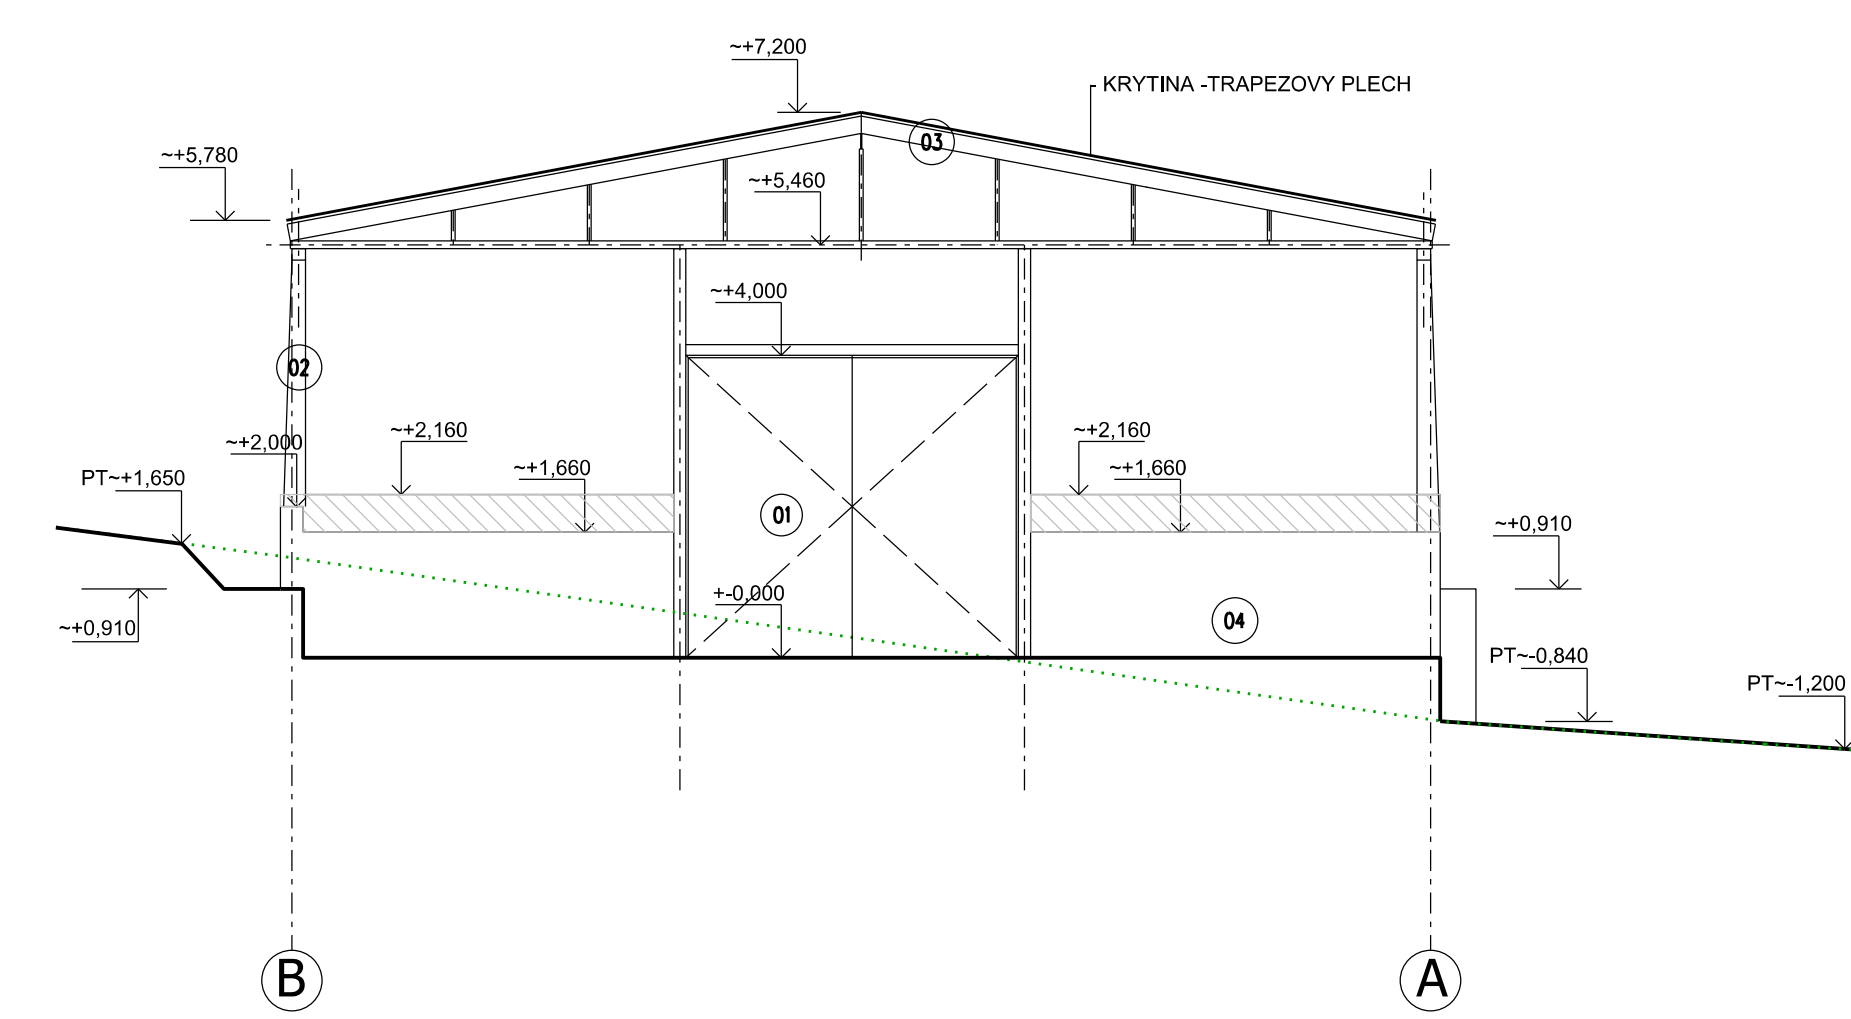 ~+7,200
KRYTINA -TRAPEZOVY PLECH
03
~+5,780
~+5,460
~+4,000
02
~+2,000
~+2,160
~+2,160
PT~+1,650
~+1,660
~+1,660
01
~+0,910
+-0,000
04
~+0,910
PT~-0,840
PT~-1,200
B
A